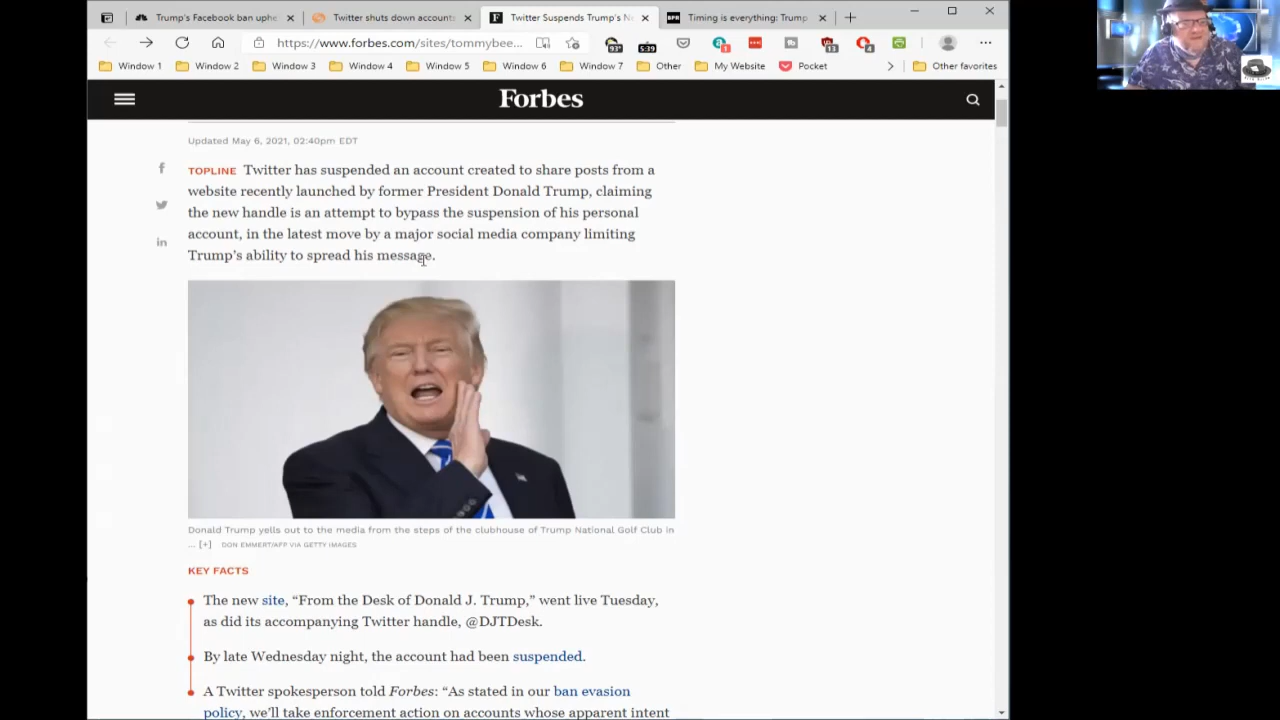 Trump's Facebook ban uphe
Twitter shuts down account
Twitter Suspends Trump's N
BPR Timing is everything: Trump
https://www.forbes.com/sites/tommybee...
93°
5:39
1
13
4
Window 1 Window 2 Window 3 Window 4 Window 5 Window 6 Window 7 Other My Website Pocket Other favorites
Forbes
Updated May 6, 2021, 02:40pm EDT
TOPLINE Twitter has suspended an account created to share posts from a
website recently launched by former President Donald Trump, claiming
the new handle is an attempt to bypass the suspension of his personal
account, in the latest move by a major social media company limiting
Trump's ability to spread his message.
Donald Trump yells out to the media from the steps of the clubhouse of Trump National Golf Club in
... [+] DON EMMERT/AFP VIA GETTY IMAGES
KEY FACTS
The new site, “From the Desk of Donald J. Trump,” went live Tuesday,
as did its accompanying Twitter handle, @DJTDesk.
By late Wednesday night, the account had been suspended.
A Twitter spokesperson told Forbes: “As stated in our ban evasion
policy, we’ll take enforcement action on accounts whose apparent intent